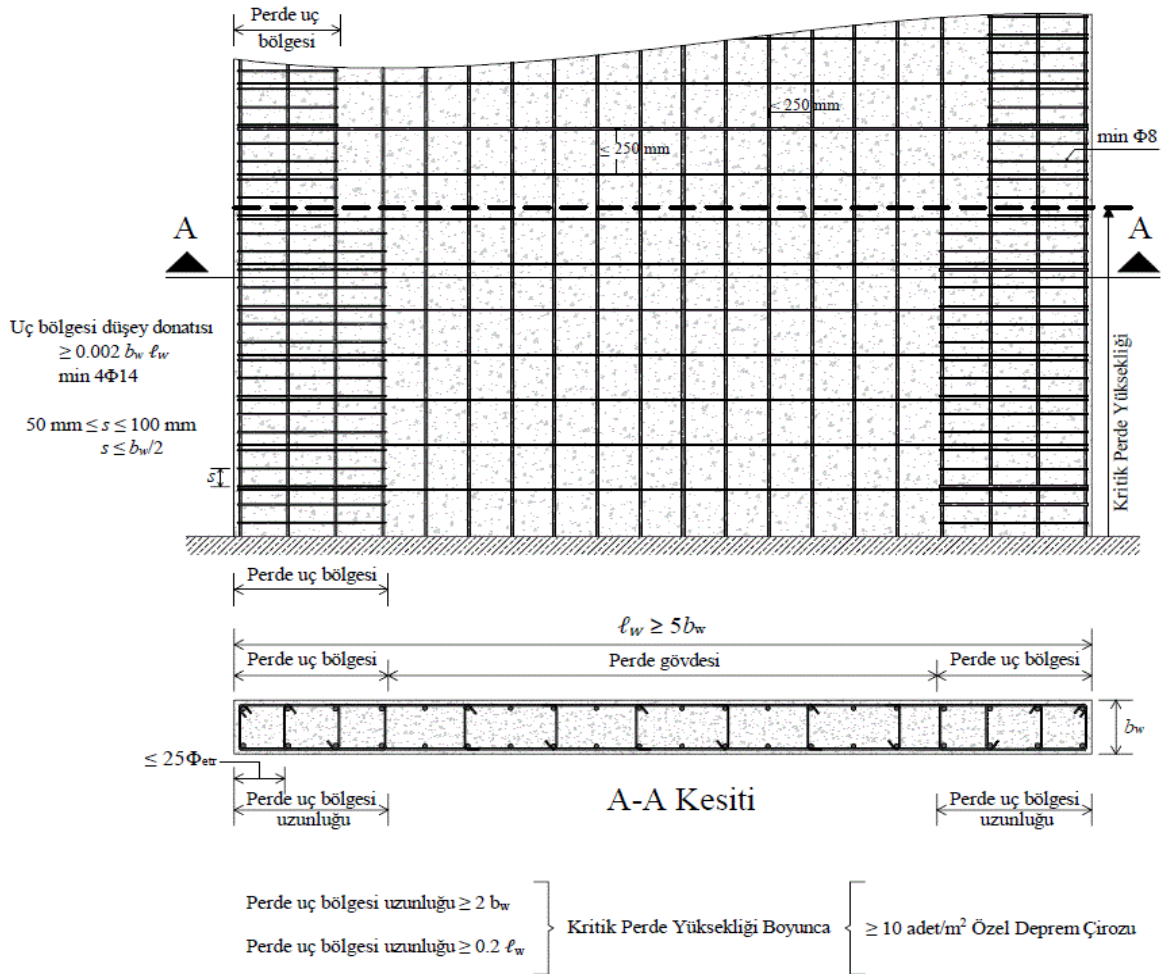 Perde uç
bölgesi
< 250 mm
≤ 250 mm
min Φ8
A
A
Uç bölgesi düşey donatısı
≥ 0.002 bw ℓw
min 4Φ14
50 mm ≤ s ≤ 100 mm
s ≤ bw/2
s
Kritik Perde Yüksekliği
Perde uç bölgesi
ℓw ≥ 5bw
Perde uç bölgesi
Perde gövdesi
Perde uç bölgesi
bw
≤ 25Φetr
Perde uç bölgesi
uzunluğu
A-A Kesiti
Perde uç bölgesi
uzunluğu
Perde uç bölgesi uzunluğu ≥ 2 bw
Perde uç bölgesi uzunluğu ≥ 0.2 ℓw
Kritik Perde Yüksekliği Boyunca
≥ 10 adet/m² Özel Deprem Çirozu